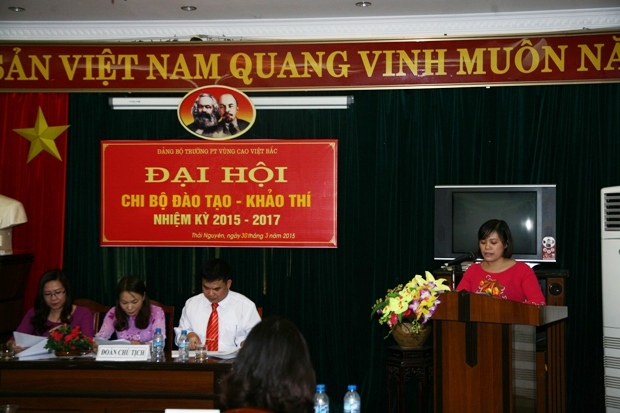 SẢN VIỆT NAM QUANG VINH MUÔN NĂ
ĐẢNG BỘ TRƯỜNG PT VÙNG CAO VIỆT BẮC
ĐẠI HỘI
CHI BỘ ĐÀO TẠO - KHẢO THÍ
NHIỆM KỲ 2015 - 2017
Thái Nguyên, ngày 30 tháng 3 năm 2015
ĐOÀN CHỦ TỊCH